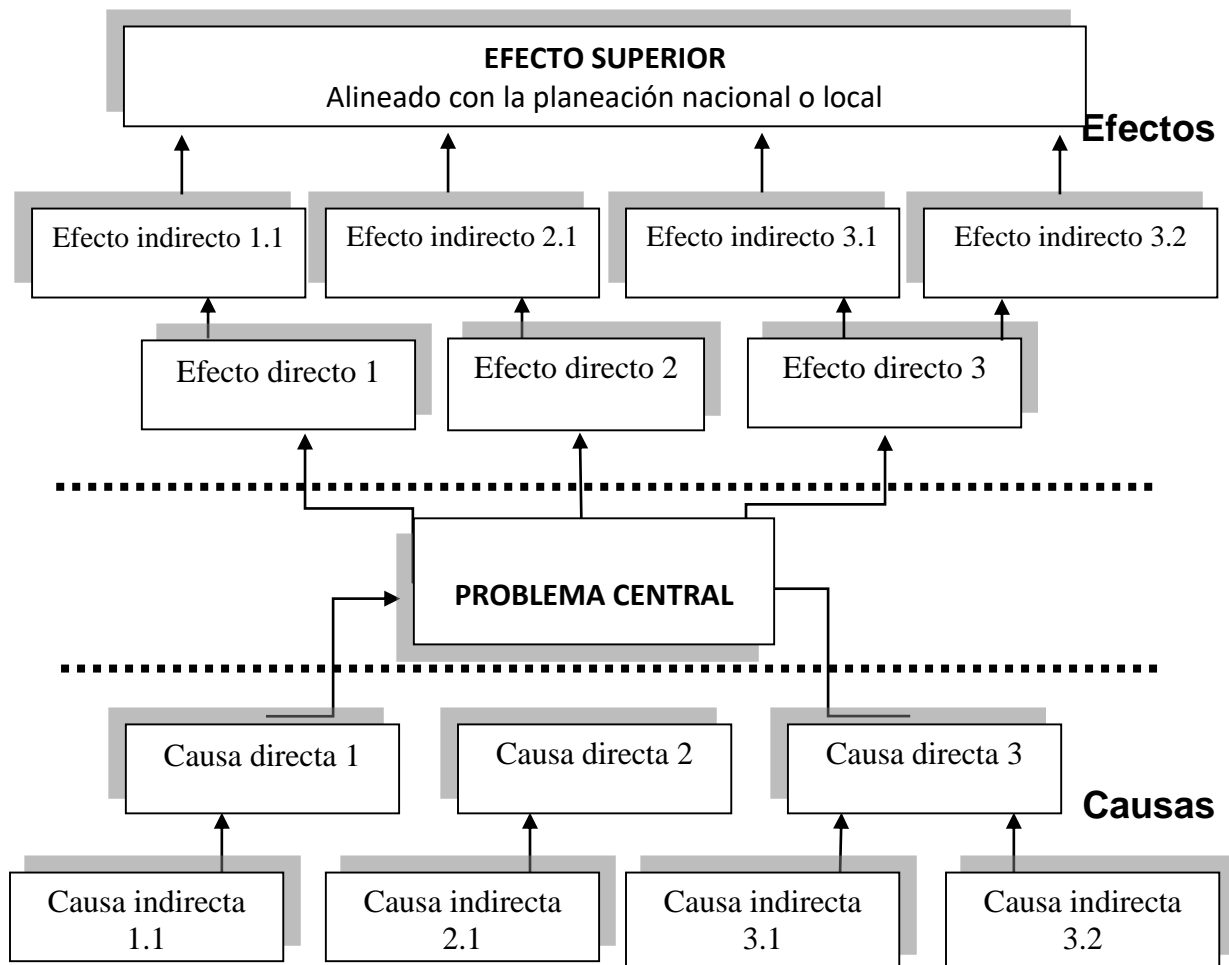 EFECTO SUPERIOR
Alineado con la planeación nacional o local
Efectos
Efecto indirecto 1.1
Efecto indirecto 2.1
Efecto indirecto 3.1
Efecto indirecto 3.2
Efecto directo 1
Efecto directo 2
Efecto directo 3
PROBLEMA CENTRAL
Causa directa 1
Causa directa 2
Causa directa 3
Causas
Causa indirecta
1.1
Causa indirecta
2.1
Causa indirecta
3.1
Causa indirecta
3.2